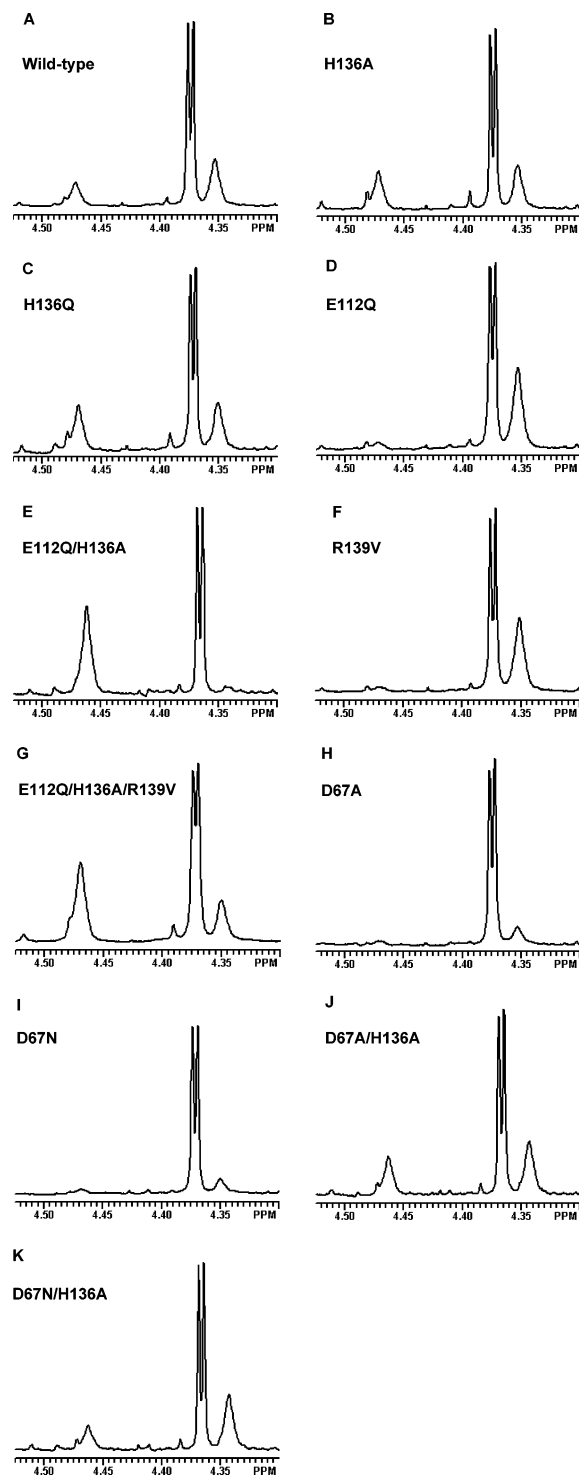 A
B
Wild-type
H136A
4.50 4.45 4.40 4.35 PPM
4.50 4.45 4.40 4.35 PPM
C
D
H136Q
E112Q
4.50 4.45 4.40 4.35 PPM
4.50 4.45 4.40 4.35 PPM
E
F
E112Q/H136A
R139V
4.50 4.45 4.40 4.35 PPM
4.50 4.45 4.40 4.35 PPM
G
H
E112Q/H136A/R139V
D67A
4.50 4.45 4.40 4.35 PPM
4.50 4.45 4.40 4.35 PPM
I
J
D67N
D67A/H136A
4.50 4.45 4.40 4.35 PPM
4.50 4.45 4.40 4.35 PPM
K
D67N/H136A
4.50 4.45 4.40 4.35 PPM